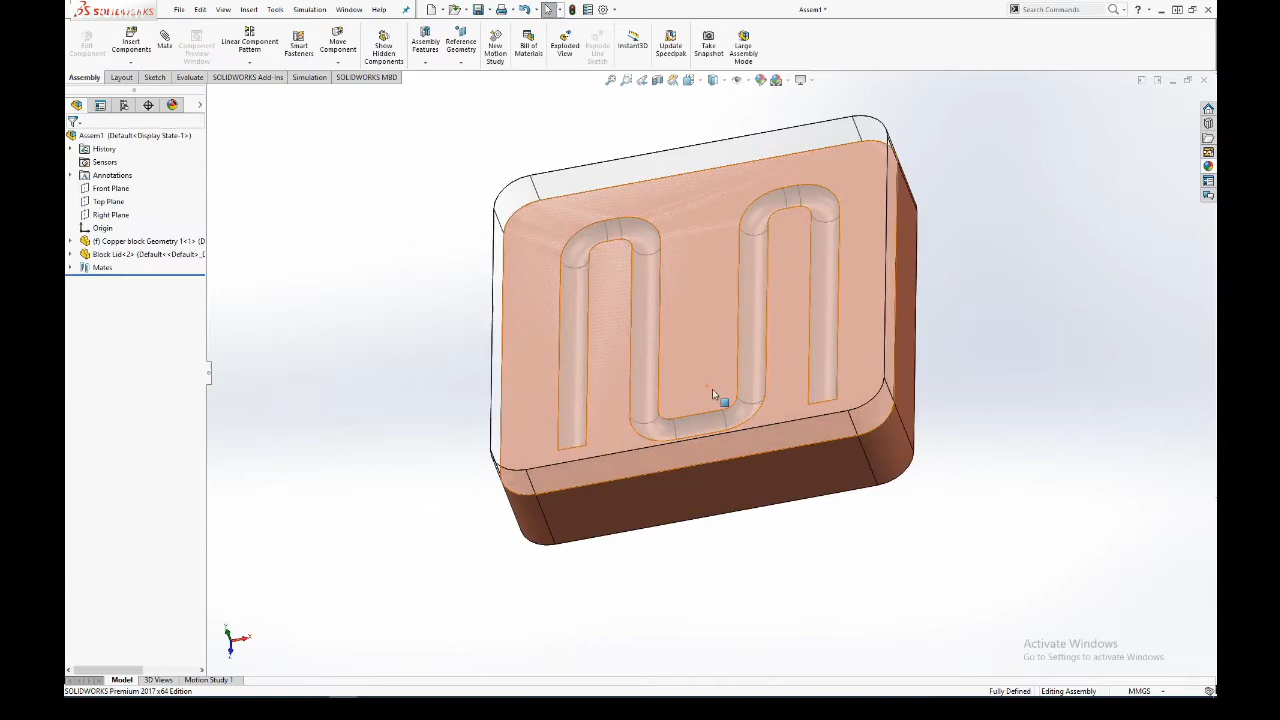 SOLIDWORKS File Edit View Insert Tools Simulation Window Help Assem1 * Search Commands
Edit Component
Insert Components
Mate
Component Preview Window
Linear Component Pattern
Smart Fasteners
Move Component
Show Hidden Components
Assembly Features
Reference Geometry
New Motion Study
Bill of Materials
Exploded View
Explode Line Sketch
Instant3D
Update Speedpak
Take Snapshot
Large Assembly Mode
Assembly Layout Sketch Evaluate SOLIDWORKS Add-Ins Simulation SOLIDWORKS MBD
Assem1 (Default<Display State-1>)
History
Sensors
Annotations
Front Plane
Top Plane
Right Plane
Origin
(f) Copper block Geometry 1<1> (D
Block Lid<2> (Default<<Default>_D
Mates
Activate Windows
Go to Settings to activate Windows.
Model 3D Views Motion Study 1
SOLIDWORKS Premium 2017 x64 Edition Fully Defined Editing Assembly MMGS